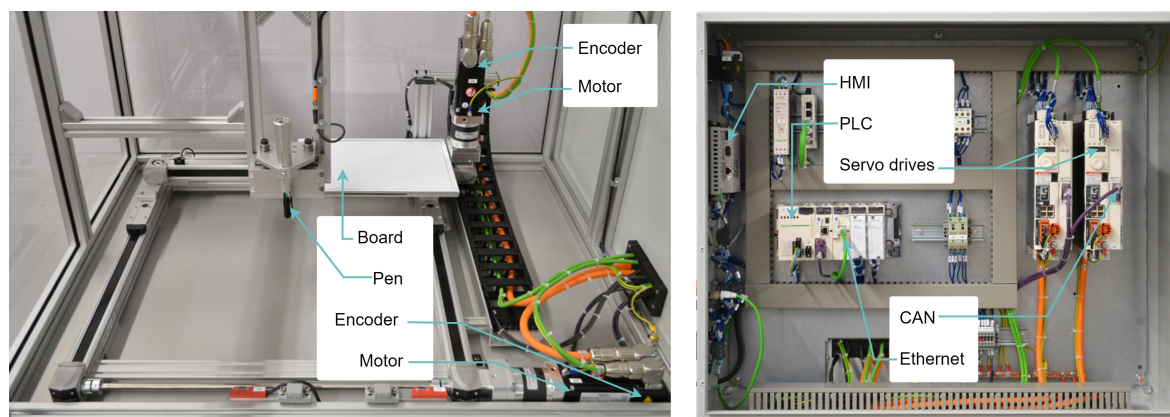 Encoder
Motor
Board
Pen
Encoder
Motor
HMI
PLC
Servo drives
CAN
Ethernet